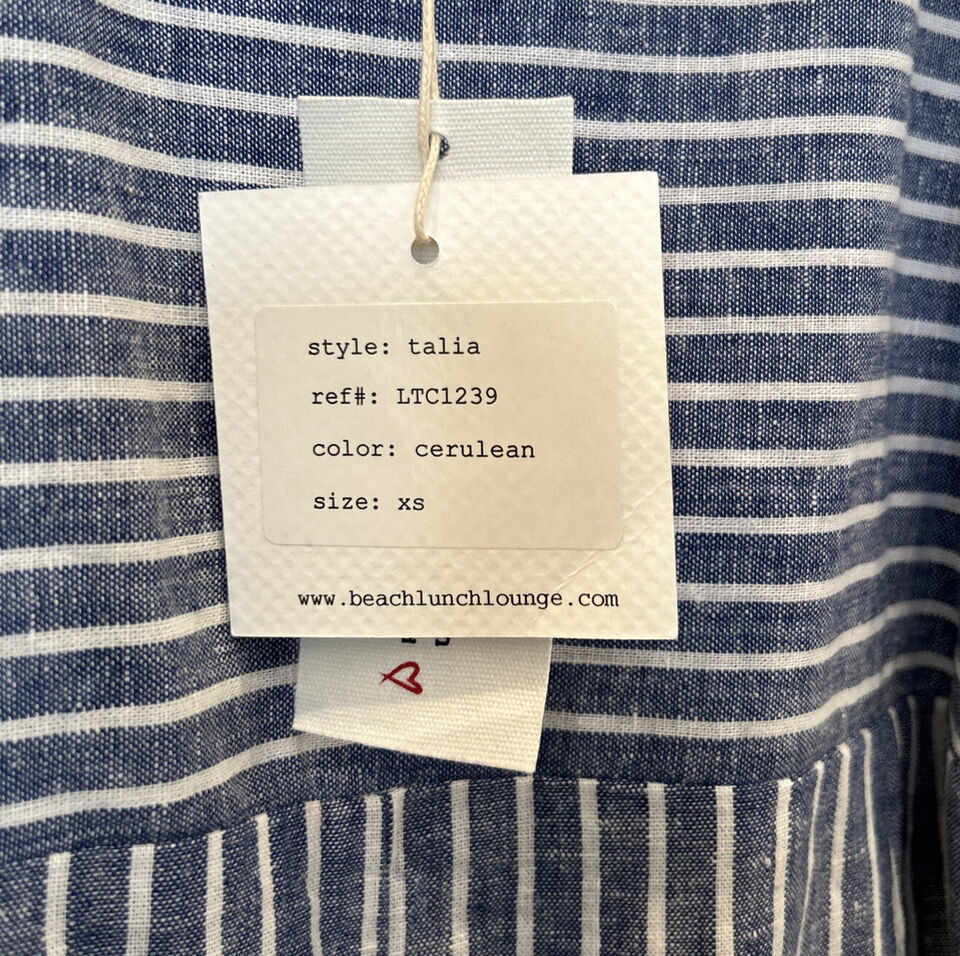 style: talia
ref#: LTC1239
color: cerulean
size: xs
www.beachlunchlounge.com